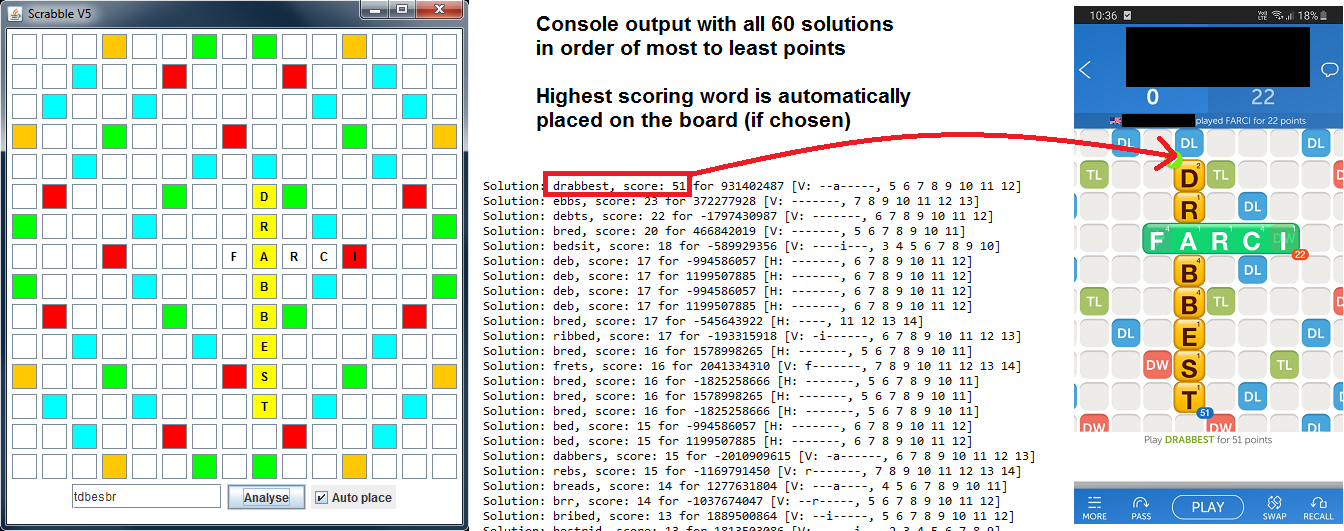 Scrabble V5
D
R
F A R C I
B
B
E
S
T
tdbesbr
Analyse
Auto place
Console output with all 60 solutions
in order of most to least points
Highest scoring word is automatically
placed on the board (if chosen)
Solution: drabbest, score: 51 for 931402487 [V: --a-----, 5 6 7 8 9 10 11 12]
Solution: ebbs, score: 23 for 372277928 [V: -------, 7 8 9 10 11 12 13]
Solution: debts, score: 22 for -1797430987 [V: -------, 6 7 8 9 10 11 12]
Solution: bred, score: 20 for 466842019 [V: -------, 5 6 7 8 9 10 11]
Solution: bedsit, score: 18 for -589929356 [V: ----i---, 3 4 5 6 7 8 9 10]
Solution: deb, score: 17 for -994586057 [H: -------, 6 7 8 9 10 11 12]
Solution: deb, score: 17 for 1199507885 [H: -------, 6 7 8 9 10 11 12]
Solution: deb, score: 17 for -994586057 [H: -------, 6 7 8 9 10 11 12]
Solution: deb, score: 17 for 1199507885 [H: -------, 6 7 8 9 10 11 12]
Solution: bred, score: 17 for -545643922 [H: ----, 11 12 13 14]
Solution: ribbed, score: 17 for -193315918 [V: -i------, 6 7 8 9 10 11 12 13]
Solution: bred, score: 16 for 1578998265 [H: -------, 5 6 7 8 9 10 11]
Solution: frets, score: 16 for 2041334310 [V: f-------, 7 8 9 10 11 12 13 14]
Solution: bred, score: 16 for -1825258666 [H: -------, 5 6 7 8 9 10 11]
Solution: bred, score: 16 for 1578998265 [H: -------, 5 6 7 8 9 10 11]
Solution: bred, score: 16 for -1825258666 [H: -------, 5 6 7 8 9 10 11]
Solution: bed, score: 15 for -994586057 [H: -------, 6 7 8 9 10 11 12]
Solution: bed, score: 15 for 1199507885 [H: -------, 6 7 8 9 10 11 12]
Solution: dabbers, score: 15 for -2010909615 [V: -a------, 6 7 8 9 10 11 12 13]
Solution: rebs, score: 15 for -1169791450 [V: r-------, 7 8 9 10 11 12 13 14]
Solution: breads, score: 14 for 1277631804 [V: ---a----, 4 5 6 7 8 9 10 11]
Solution: brr, score: 14 for -1037674047 [V: --r-----, 5 6 7 8 9 10 11 12]
Solution: bribed, score: 13 for 1889500864 [V: --i-----, 5 6 7 8 9 10 11 12]
10:36
18%
0 22
played FARCI for 22 points
DL DL DL
TL D TL TL
R DL
F A R C I
22
B DL
TL B TL
DL E DL
DW S TL
DL T DL
51
DW DW
Play DRABBEST for 51 points
MORE PASS PLAY SWAP RECALL